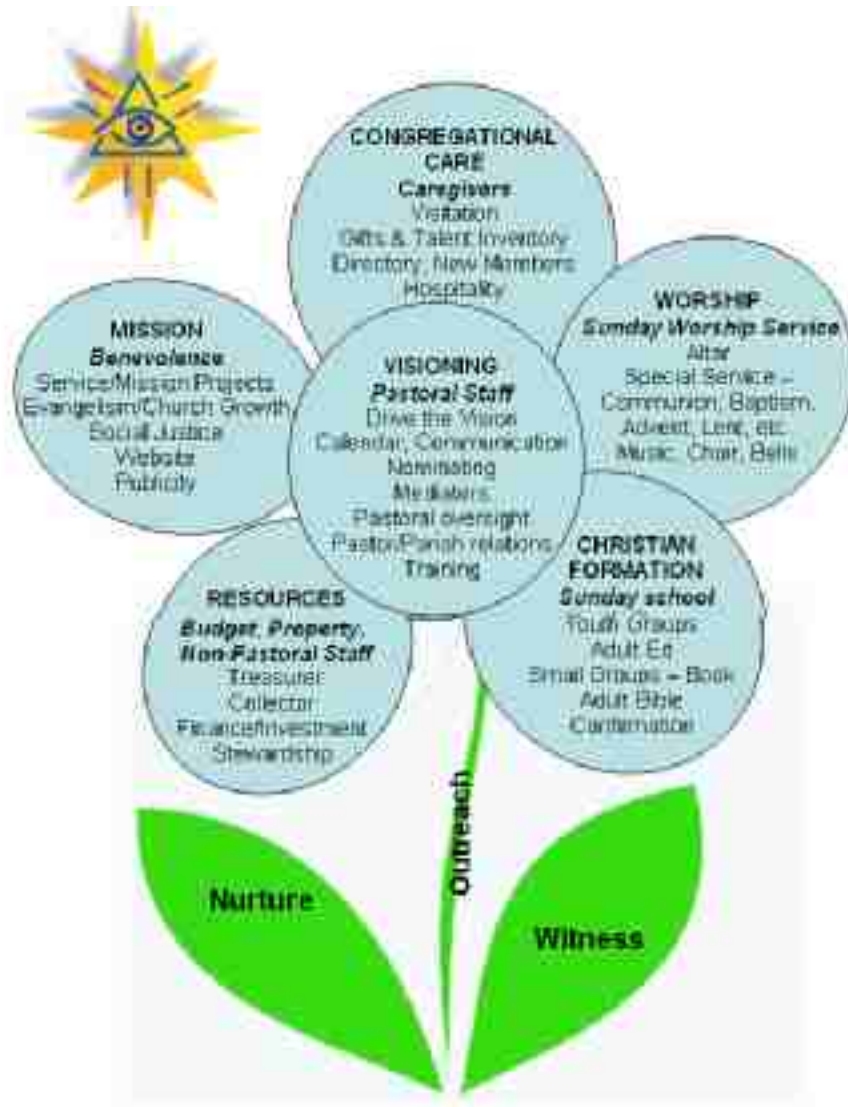 CONGREGATIONAL
CARE
Caregivers
Visitation
Gifts & Talent Inventory
Directory, New Members
Hospitality
WORSHIP
Sunday Worship Service
Altar
Special Service –
Communion, Baptism,
Advent, Lent, etc
Music, Choir, Bells
MISSION
Benevolence
Service/Mission Projects
Evangelism/Church Growth
Social Justice
Website
Publicity
VISIONING
Pastoral Staff
Drive the Vision
Calendar, Communication
Nominating
Mediators
Pastoral oversight
Pastor/Parish relations
Training
CHRISTIAN
FORMATION
Sunday school
Youth Groups
Adult Ed
Small Groups – Book
Adult Bible
Confirmation
RESOURCES
Budget, Property,
Non-Pastoral Staff
Treasurer
Collector
Finance/Investment
Stewardship
Outreach
Nurture
Witness